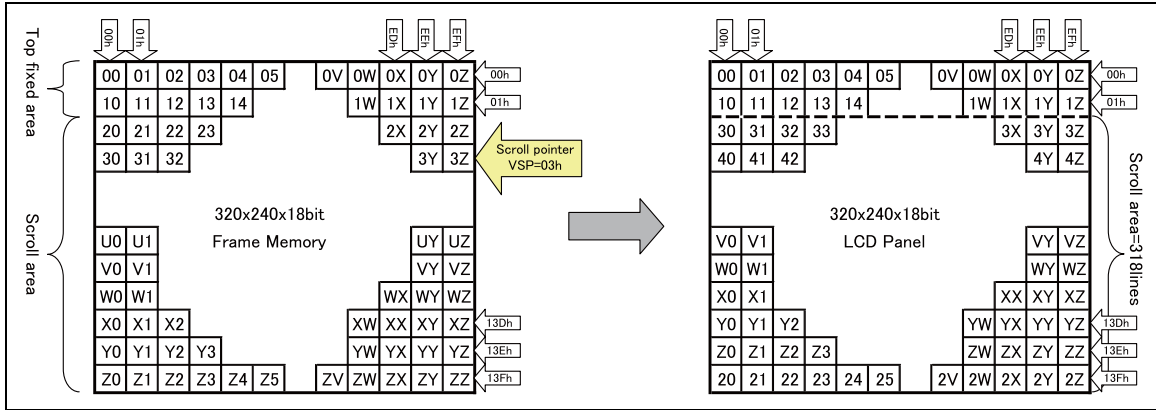 00h 01h EDh EEh EFh 00h 01h EDh EEh EFh
Top fixed area
00 01 02 03 04 05 0V 0W 0X 0Y 0Z 00h 00 01 02 03 04 05 0V 0W 0X 0Y 0Z 00h
10 11 12 13 14 1W 1X 1Y 1Z 01h 10 11 12 13 14 1W 1X 1Y 1Z 01h
20 21 22 23 2X 2Y 2Z 30 31 32 33 3X 3Y 3Z
30 31 32 3Y 3Z 40 41 42 4Y 4Z
Scroll pointer
VSP=03h
Scroll area
320x240x18bit
Frame Memory
320x240x18bit
LCD Panel
Scroll area=318lines
U0 U1 UY UZ V0 V1 VY VZ
V0 V1 VY VZ W0 W1 WY WZ
W0 W1 WX WY WZ X0 X1 XX XY XZ
X0 X1 X2 XW XX XY XZ 13Dh Y0 Y1 Y2 YW YX YY YZ 13Dh
Y0 Y1 Y2 Y3 YW YX YY YZ 13Eh Z0 Z1 Z2 Z3 ZW ZX ZY ZZ 13Eh
Z0 Z1 Z2 Z3 Z4 Z5 ZV ZW ZX ZY ZZ 13Fh 20 21 22 23 24 25 2V 2W 2X 2Y 2Z 13Fh